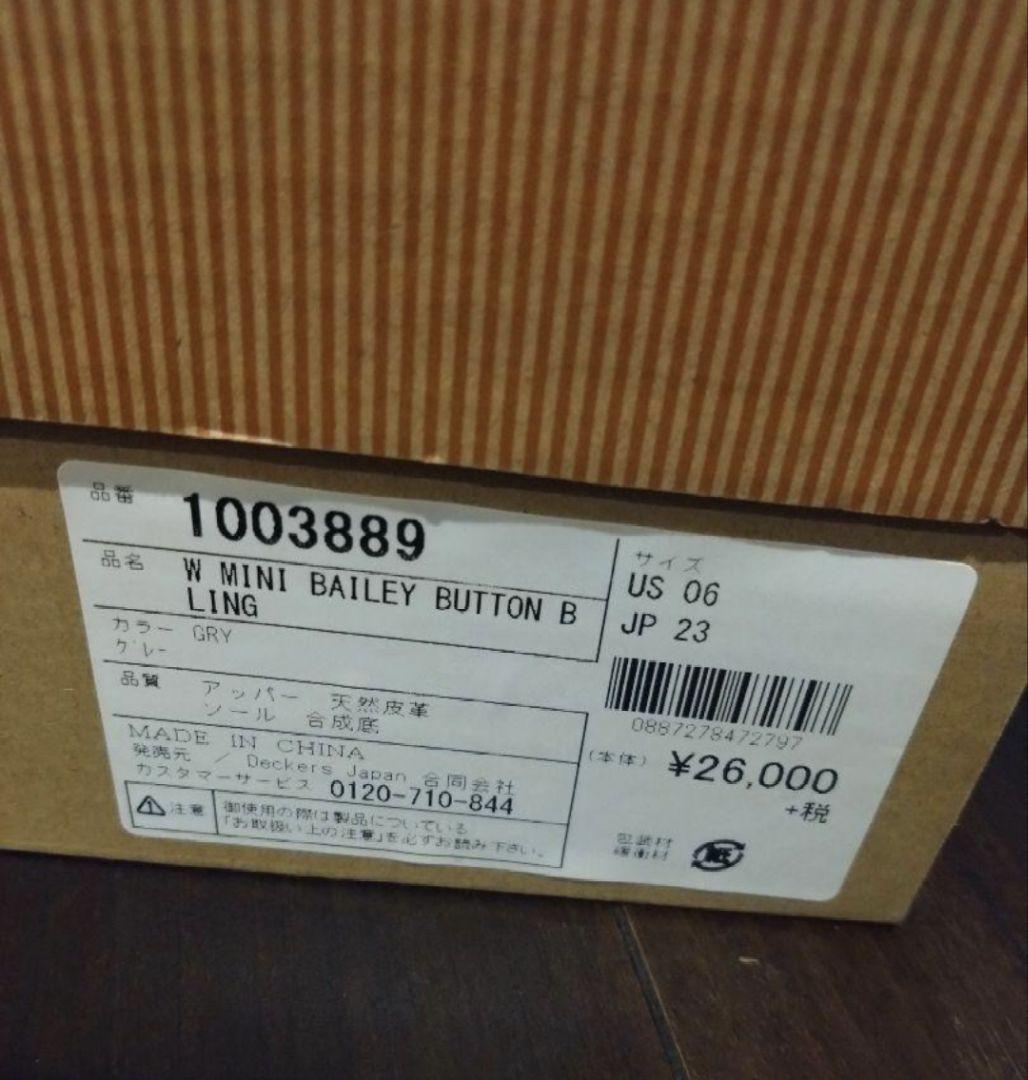 品番 1003889
品名 W MINI BAILEY BUTTON B
LING
カラー GRY
グレー
品質 アッパー 天然皮革
ソール 合成底
MADE IN CHINA
発売元 / Deckers Japan 合同会社
カスタマーサービス 0120-710-844
注意 御使用の際は製品についている
「お取扱い上の注意」を必ずお読み下さい。
サイズ
US 06
JP 23
0887278472797
(本体) ¥26,000
+税
包装材
緩衝材
紙